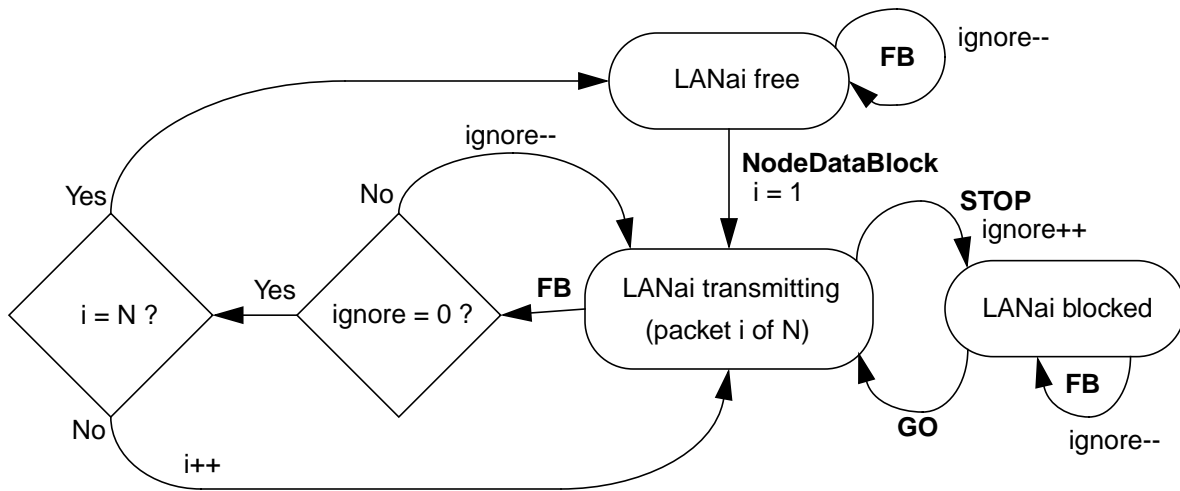 ignore--
FB
LANai free
ignore--
NodeDataBlock
i = 1
Yes
No
STOP
ignore++
FB
LANai transmitting
(packet i of N)
Yes
i = N ?
ignore = 0 ?
LANai blocked
FB
GO
No
ignore--
i++